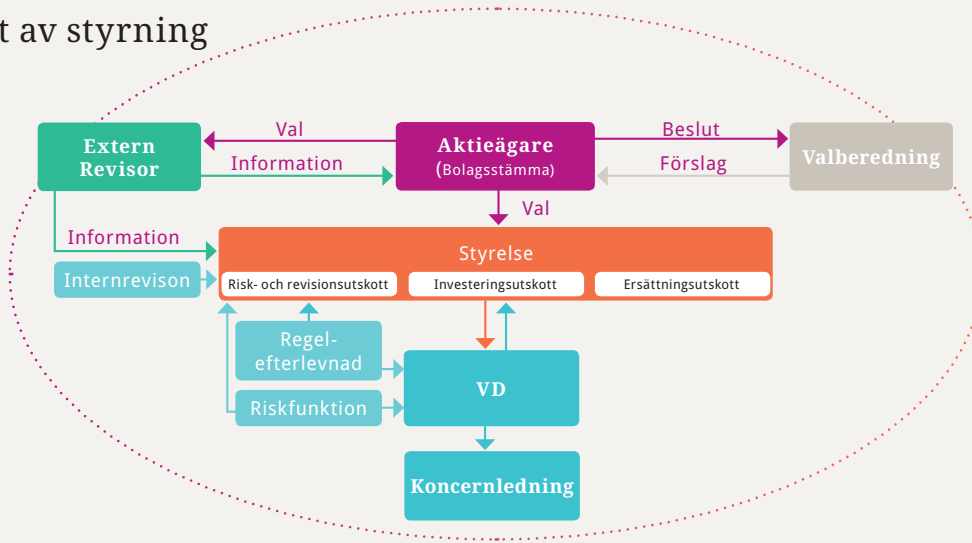 t av styrning
Val
Beslut
Extern
Revisor
Aktieägare
(Bolagsstämma)
Valberedning
Information
Förslag
Val
Information
Styrelse
Internrevison
Risk- och revisionsutskott
Investeringsutskott
Ersättningsutskott
Regel-
efterlevnad
VD
Riskfunktion
Koncernledning